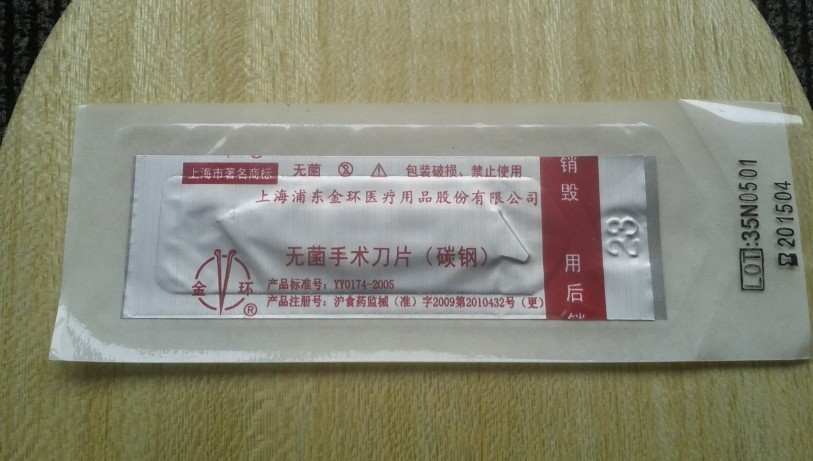 上海市著名商标 无菌 包装破损、禁止使用
上海浦东金环医疗用品股份有限公司
无菌手术刀片（碳钢）
金环®
产品标准号：YY0174-2005
产品注册号：沪食药监械（准）字2009第2010432号（更）
销毁 用后销
23
LOT:35N0501
201504